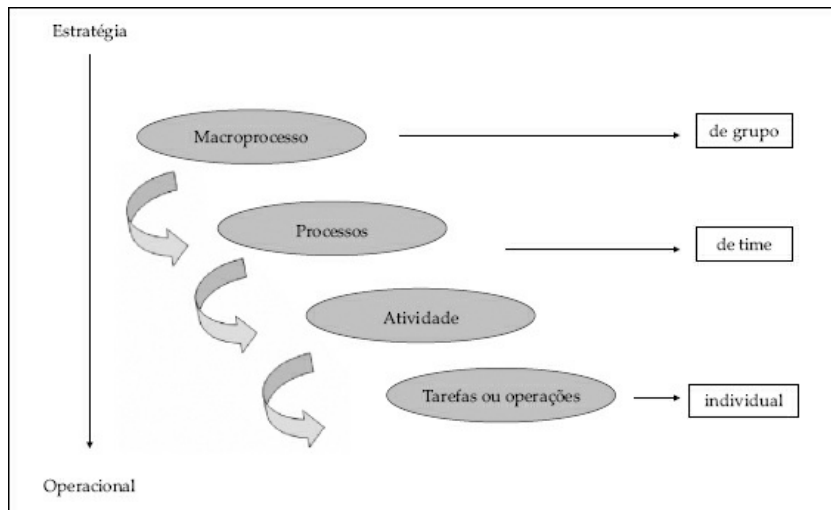 Estratégia
Macroprocesso
de grupo
Processos
de time
Atividade
Tarefas ou operações
individual
Operacional